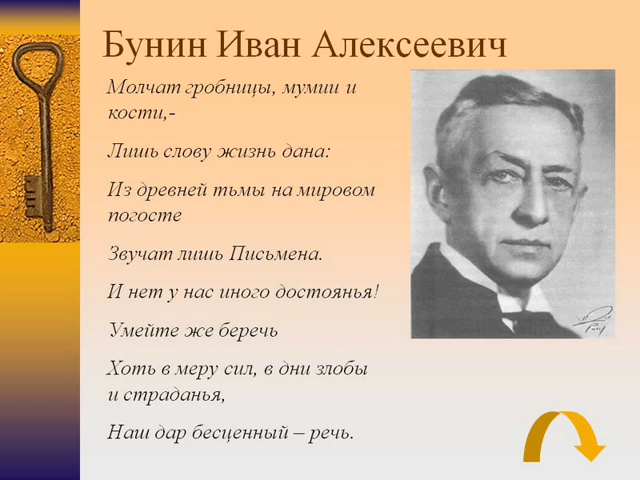 Бунин Иван Алексеевич
Молчат гробницы, мумии и
кости,-
Лишь слову жизнь дана:
Из древней тьмы на мировом
погосте
Звучат лишь Письмена.
И нет у нас иного достоянья!
Умейте же беречь
Хоть в меру сил, в дни злобы
и страданья,
Наш дар бесценный – речь.